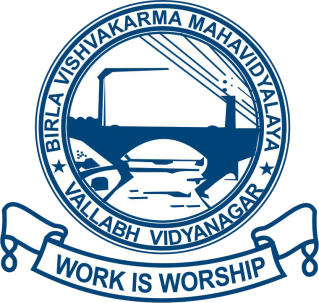 BIRLA VISHVAKARMA MAHAVIDYALAYA
VALLABH VIDYANAGAR
WORK IS WORSHIP